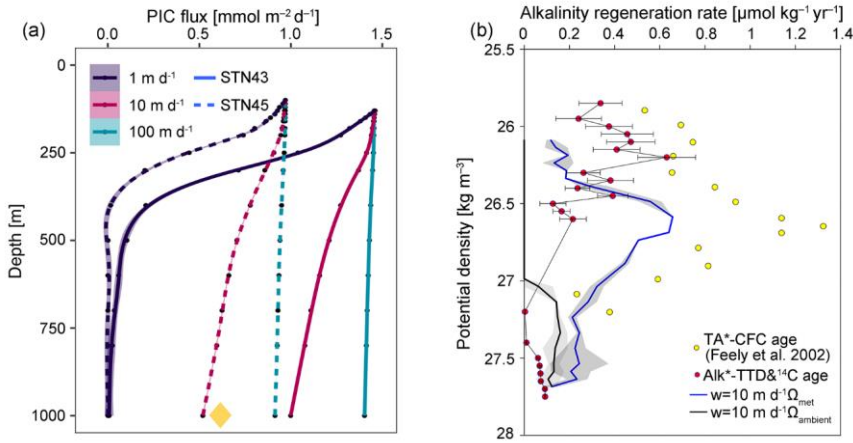 (a)
PIC flux [mmol m⁻² d⁻¹]
0.0 0.5 1.0 1.5
Depth [m]
0
250
500
750
1000
1 m d⁻¹ STN43
10 m d⁻¹ STN45
100 m d⁻¹
(b)
Alkalinity regeneration rate [µmol kg⁻¹ yr⁻¹]
0 0.2 0.4 0.6 0.8 1 1.2 1.4
Potential density [kg m⁻³]
25.5
26
26.5
27
27.5
28
TA*-CFC age
(Feely et al. 2002)
Alk*-TTD&¹⁴C age
w=10 m d⁻¹Ωmet
w=10 m d⁻¹Ωambient